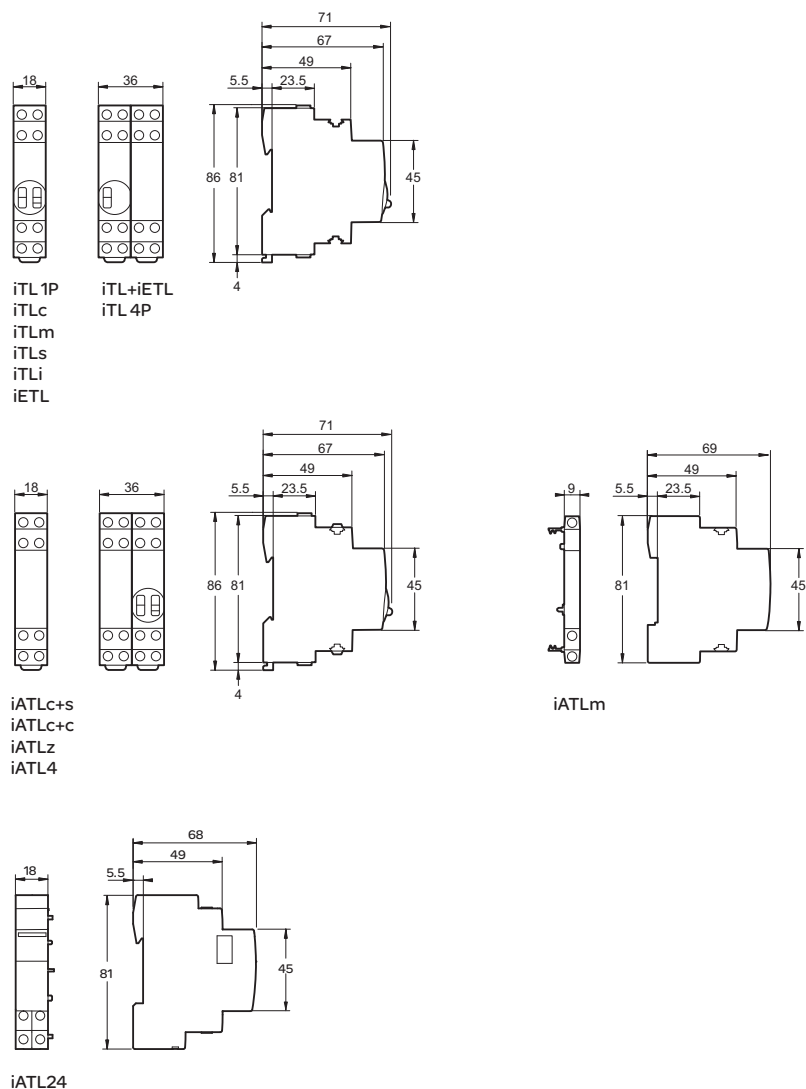 71
67
49
18
36
5.5
23.5
86
81
45
4
iTL 1P
iTLc
iTLm
iTLs
iTLi
iETL
iTL+iETL
iTL 4P
71
67
49
18
36
5.5
23.5
86
81
45
4
69
49
9
5.5
23.5
81
45
iATLc+s
iATLc+c
iATLz
iATL4
iATLm
68
49
18
5.5
81
45
iATL24